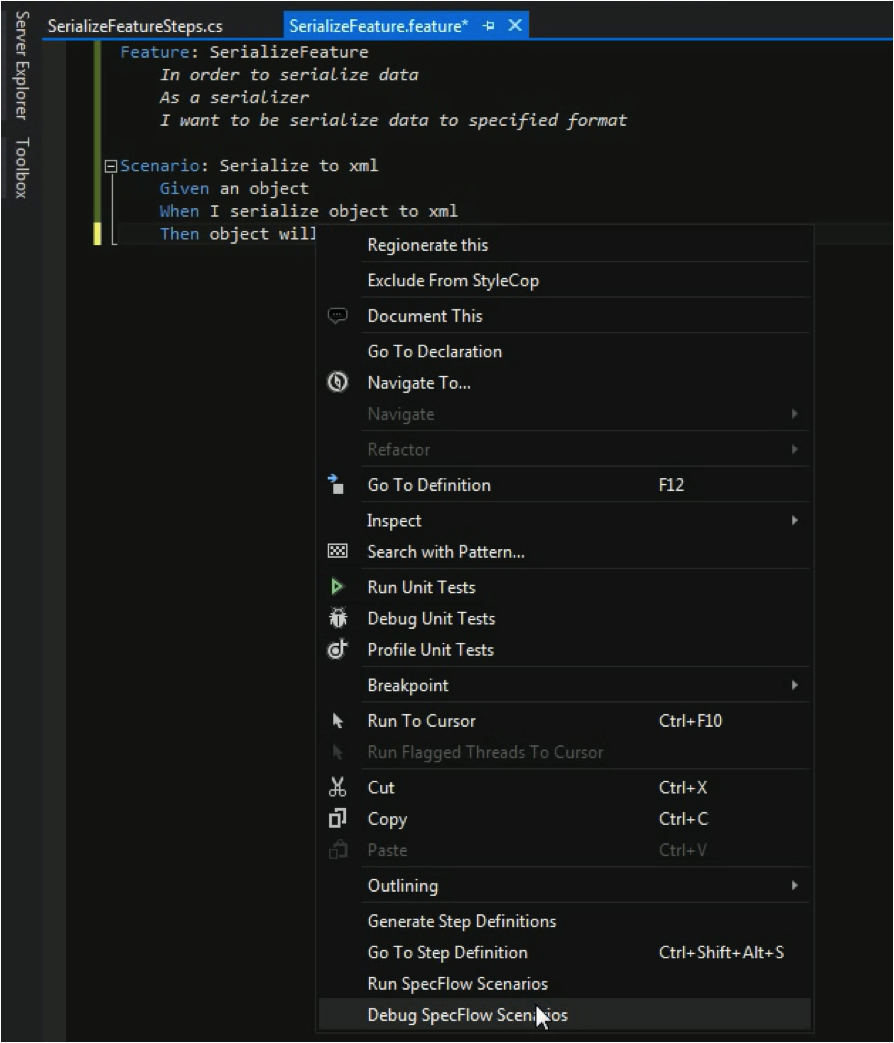 Server Explorer
Toolbox
SerializeFeatureSteps.cs
SerializeFeature.feature*
Feature: SerializeFeature
In order to serialize data
As a serializer
I want to be serialize data to specified format
Scenario: Serialize to xml
Given an object
When I serialize object to xml
Then object will
Regionerate this
Exclude From StyleCop
Document This
Go To Declaration
Navigate To...
Navigate
Refactor
Go To Definition F12
Inspect
Search with Pattern...
Run Unit Tests
Debug Unit Tests
Profile Unit Tests
Breakpoint
Run To Cursor Ctrl+F10
Run Flagged Threads To Cursor
Cut Ctrl+X
Copy Ctrl+C
Paste Ctrl+V
Outlining
Generate Step Definitions
Go To Step Definition Ctrl+Shift+Alt+S
Run SpecFlow Scenarios
Debug SpecFlow Scenarios